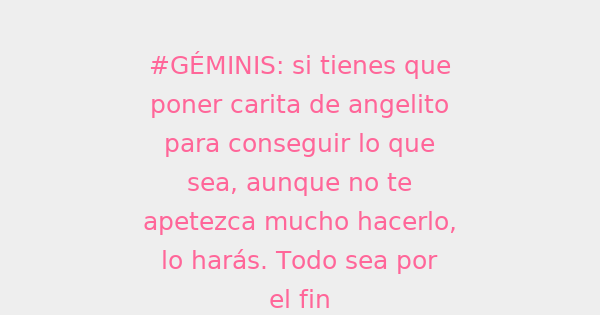 #GÉMINIS: si tienes que
poner carita de angelito
para conseguir lo que
sea, aunque no te
apetezca mucho hacerlo,
lo harás. Todo sea por
el fin